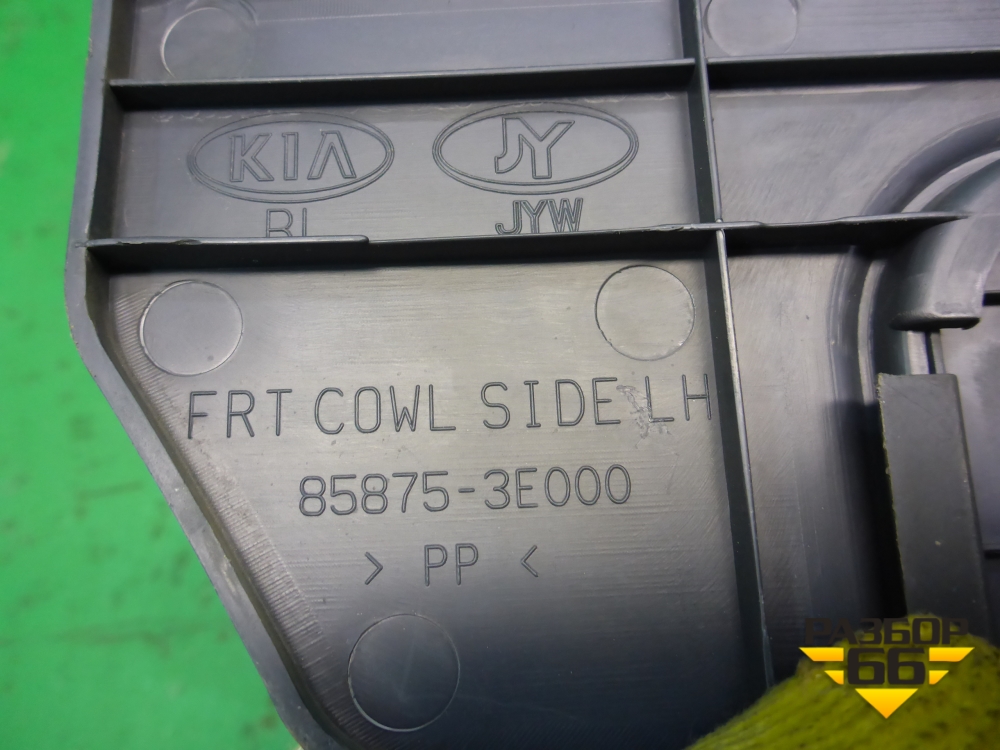 KIA JY
BL JYW
FRT COWL SIDE LH
85875-3E000
> PP <
РАЗБОР
66